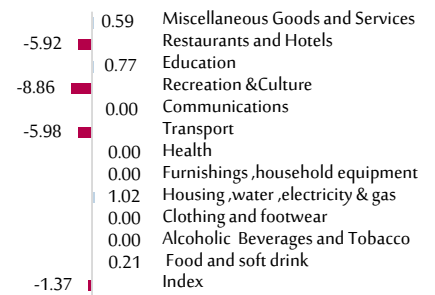 0.59 Miscellaneous Goods and Services
-5.92 Restaurants and Hotels
0.77 Education
-8.86 Recreation &Culture
0.00 Communications
-5.98 Transport
0.00 Health
0.00 Furnishings ,household equipment
1.02 Housing ,water ,electricity & gas
0.00 Clothing and footwear
0.00 Alcoholic Beverages and Tobacco
0.21 Food and soft drink
-1.37 Index